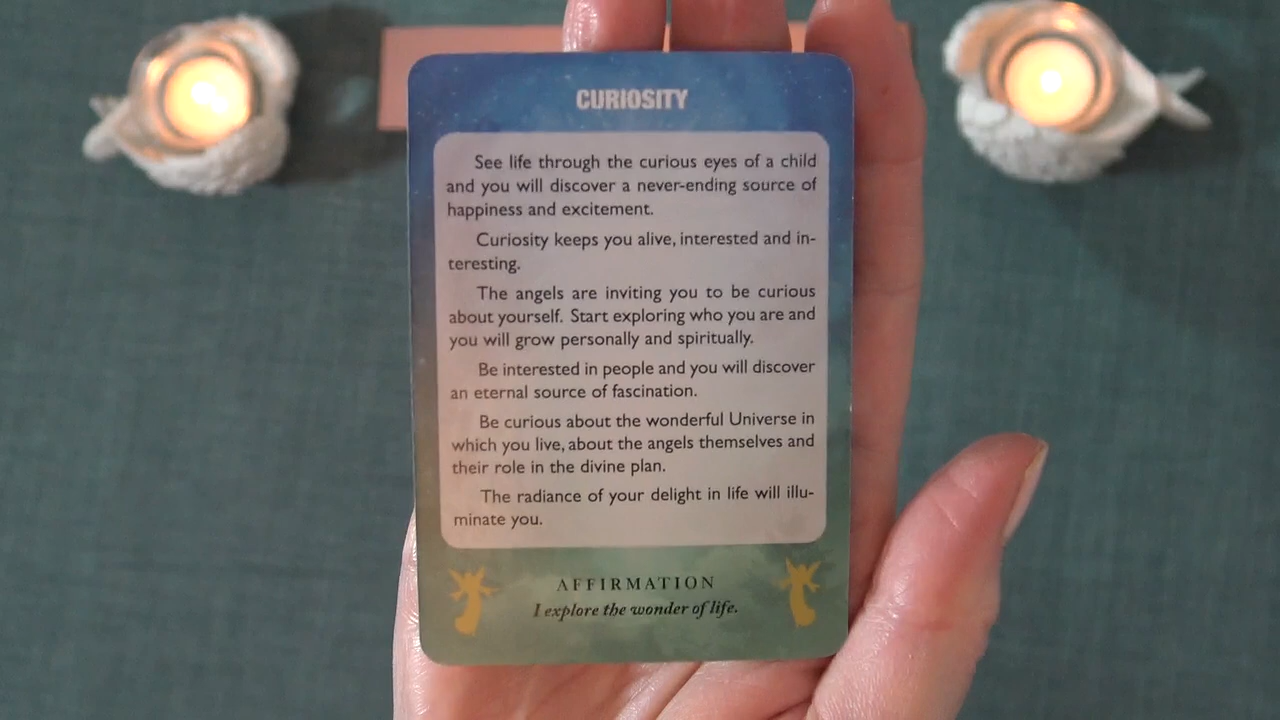 CURIOSITY
See life through the curious eyes of a child
and you will discover a never-ending source of
happiness and excitement.
Curiosity keeps you alive, interested and in-
teresting.
The angels are inviting you to be curious
about yourself. Start exploring who you are and
you will grow personally and spiritually.
Be interested in people and you will discover
an eternal source of fascination.
Be curious about the wonderful Universe in
which you live, about the angels themselves and
their role in the divine plan.
The radiance of your delight in life will illu-
minate you.
AFFIRMATION
I explore the wonder of life.